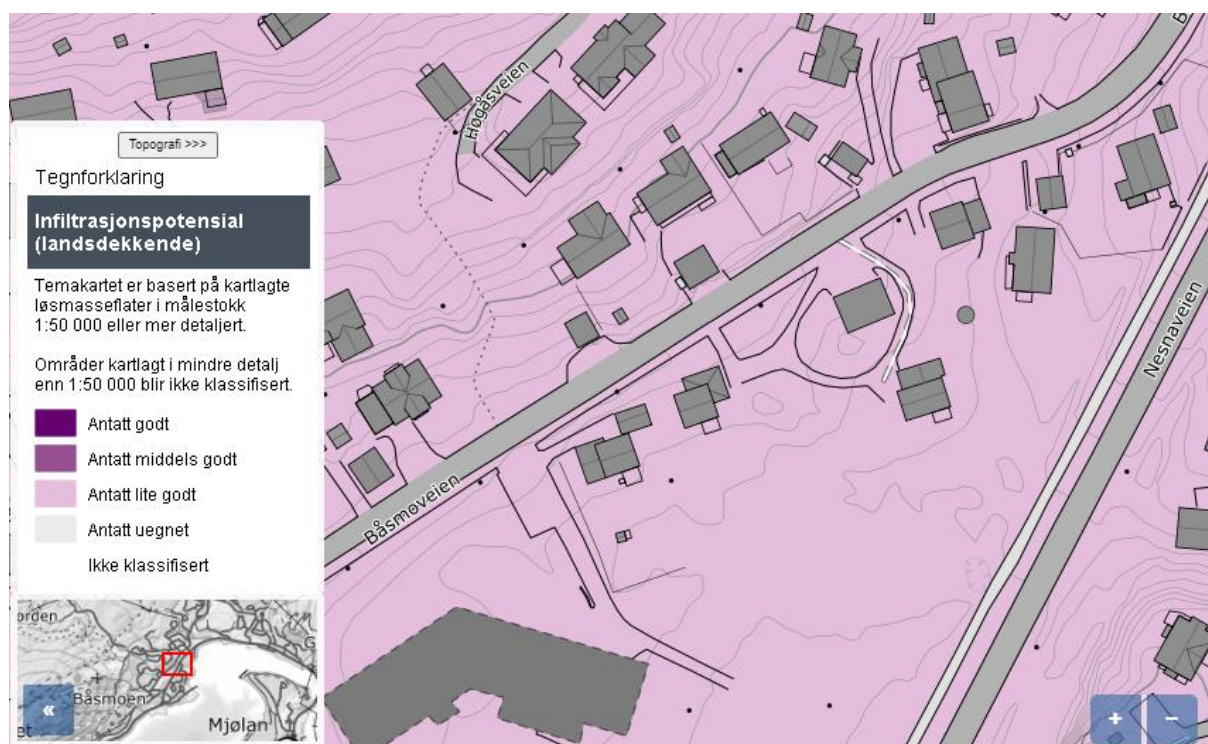 Topografi >>>
Tegnforklaring
Infiltrasjonspotensial
(landsdekkende)
Temakartet er basert på kartlagte
løsmasseflater i målestokk
1:50 000 eller mer detaljert.
Områder kartlagt i mindre detalj
enn 1:50 000 blir ikke klassifisert.
Antatt godt
Antatt middels godt
Antatt lite godt
Antatt uegnet
Ikke klassifisert
orden
G
Båsmoen
et
Mjølan
«
Høgåsveien
B
Båsmoveien
Nesnaveien
+
−